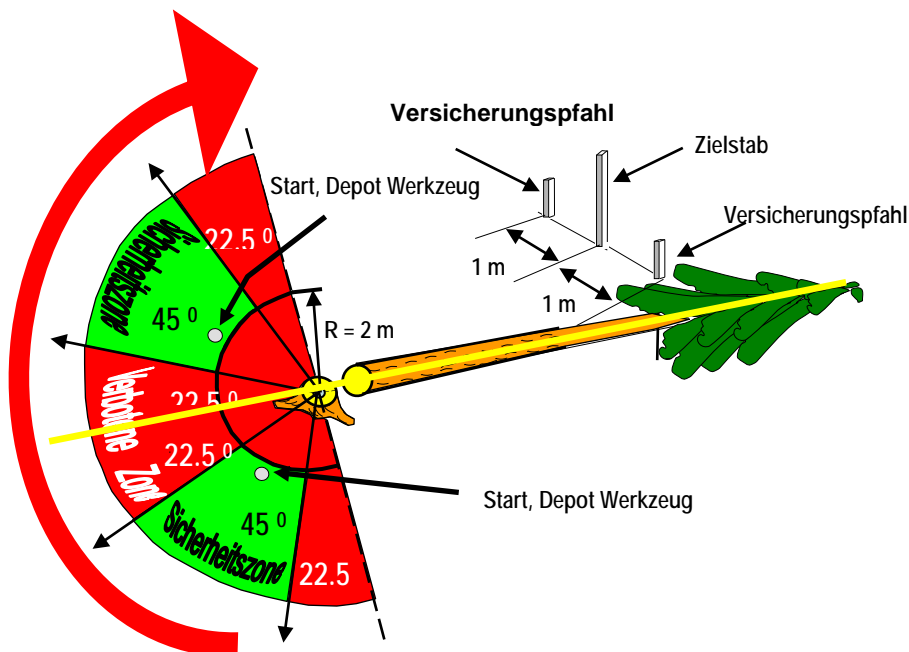 Versicherungspfahl
Zielstab
Start, Depot Werkzeug
Versicherungspfahl
22.5 0
Sicherheitszone
1 m
45 0
1 m
R = 2 m
Verbotene Zone
22.5 0
22.5 0
Start, Depot Werkzeug
45 0
Sicherheitszone
22.5